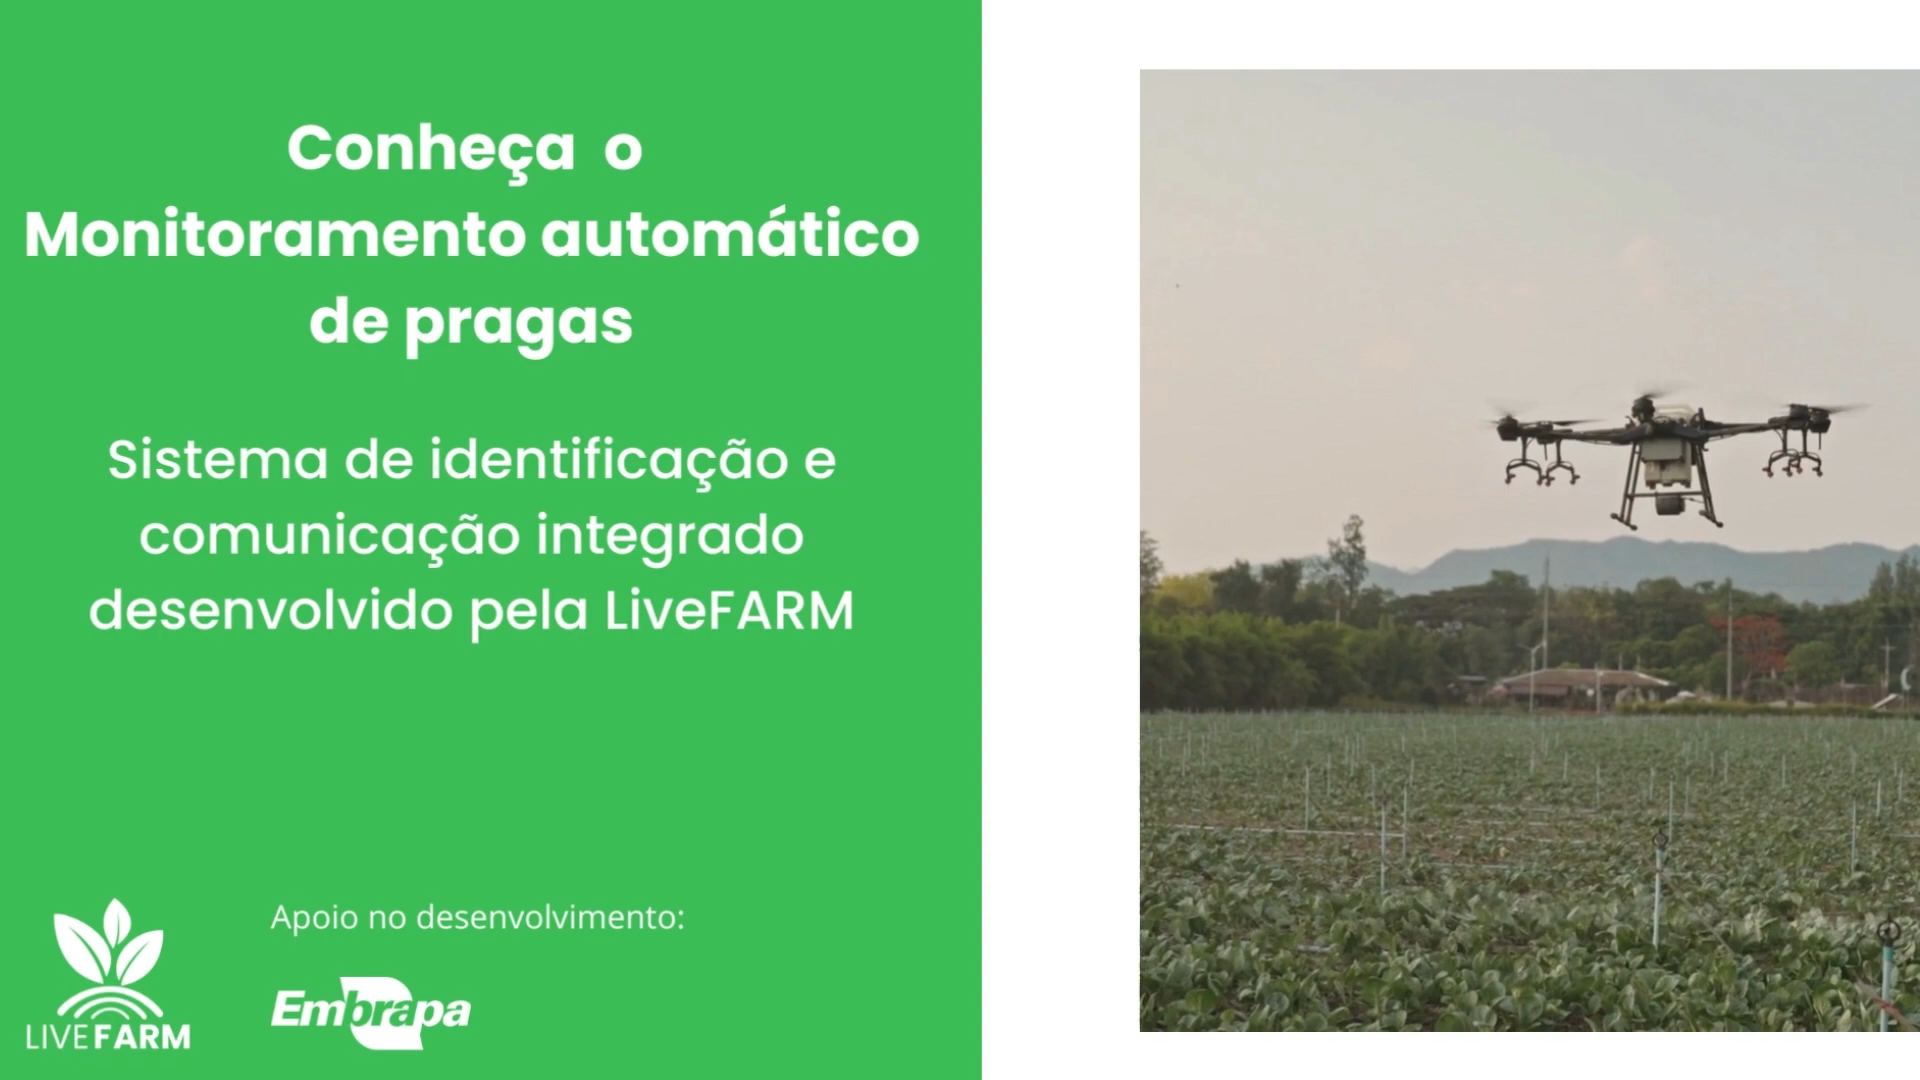 Conheça o
Monitoramento automático
de pragas
Sistema de identificação e
comunicação integrado
desenvolvido pela LiveFARM
Apoio no desenvolvimento:
Embrapa
LIVEFARM